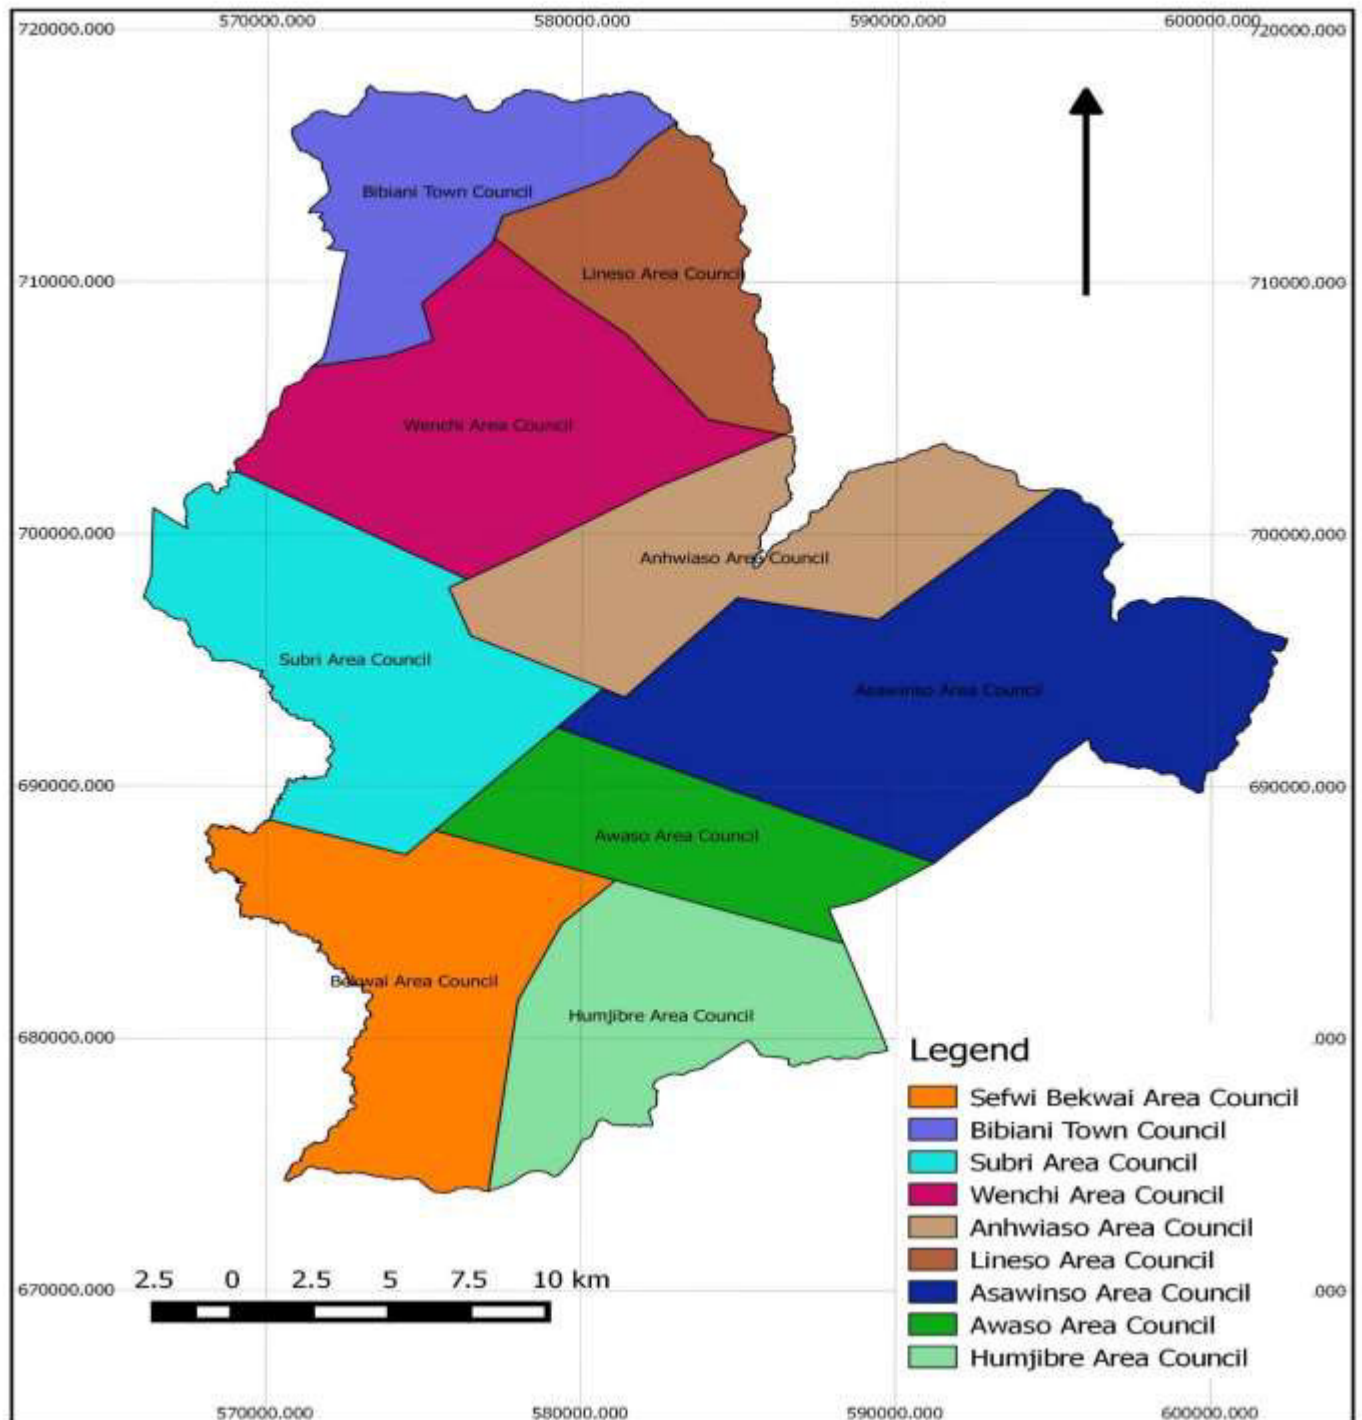 570000.000 580000.000 590000.000 600000.000
720000.000 720000.000
Bibiani Town Council
Lineso Area Council
710000.000 710000.000
Wenchi Area Council
700000.000 700000.000
Anhwiaso Area Council
Subri Area Council
Asawinso Area Council
690000.000 690000.000
Awaso Area Council
Bekwai Area Council
Humjibre Area Council
680000.000 .000
Legend
Sefwi Bekwai Area Council
Bibiani Town Council
Subri Area Council
Wenchi Area Council
Anhwiaso Area Council
Lineso Area Council
Asawinso Area Council
Awaso Area Council
Humjibre Area Council
2.5 0 2.5 5 7.5 10 km
670000.000 .000
570000.000 580000.000 590000.000 600000.000